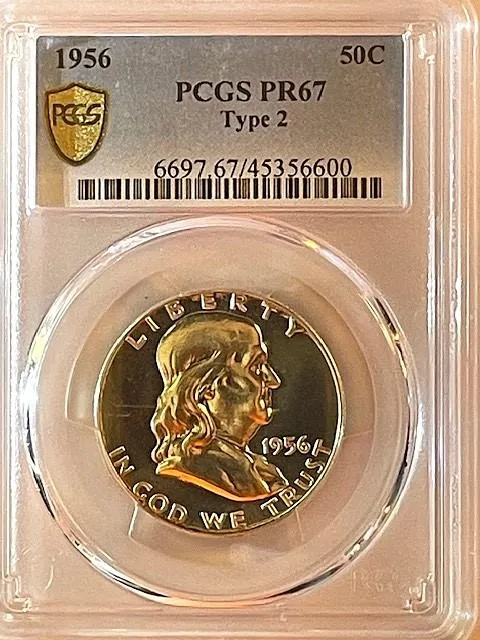 1956 50C
PCGS PR67
PCGS Type 2
6697.67/45356600
LIBERTY
1956
IN GOD WE TRUST